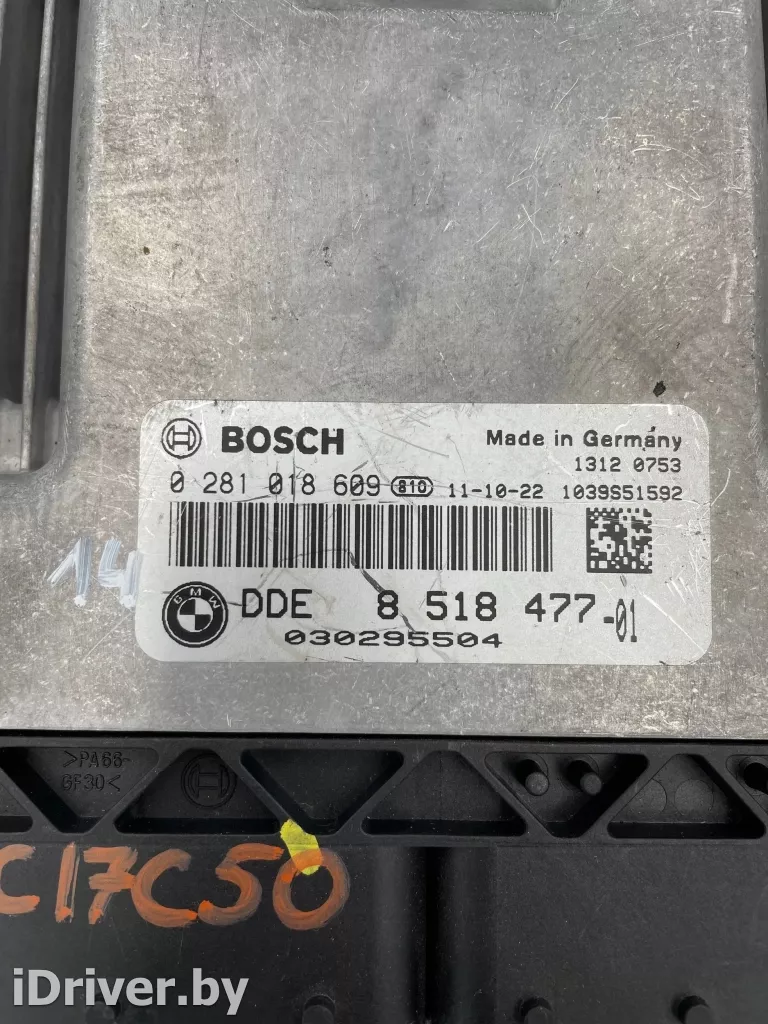 BOSCH Made in Germany
1312 0753
0 281 018 609 810 11-10-22 1039S51592
14
BMW DDE 8 518 477-01
030295504
>PA66-
GF30<
C17C50
iDriver.by